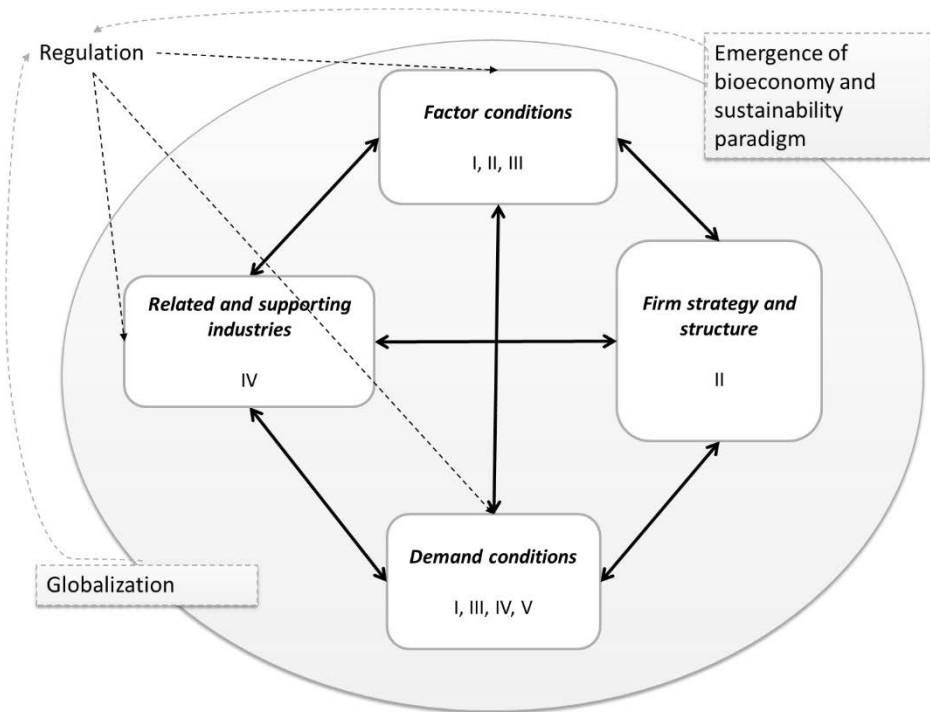 Regulation
Emergence of
bioeconomy and
sustainability
paradigm
Factor conditions
I, II, III
Related and supporting
industries
IV
Firm strategy and
structure
II
Demand conditions
I, III, IV, V
Globalization